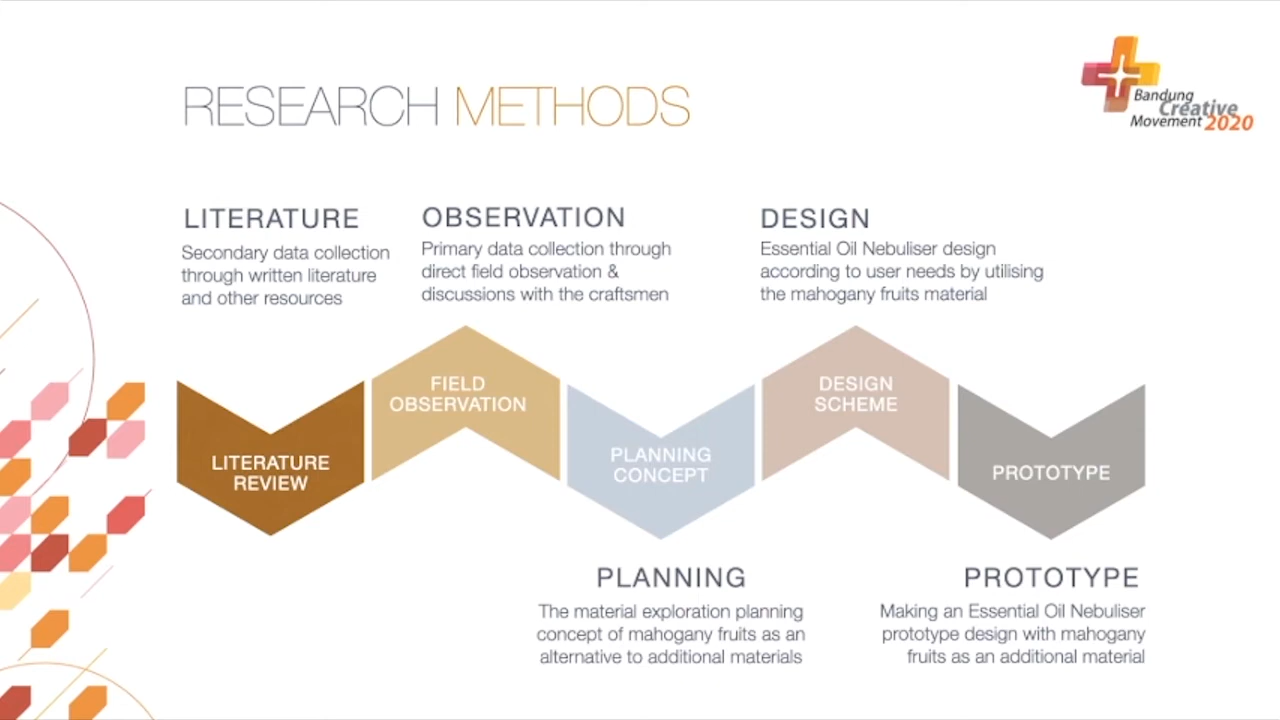 RESEARCH METHODS
Bandung
Creative
Movement 2020
LITERATURE
Secondary data collection
through written literature
and other resources
OBSERVATION
Primary data collection through
direct field observation &
discussions with the craftsmen
DESIGN
Essential Oil Nebuliser design
according to user needs by utilising
the mahogany fruits material
LITERATURE
REVIEW
FIELD
OBSERVATION
PLANNING
CONCEPT
DESIGN
SCHEME
PROTOTYPE
PLANNING
The material exploration planning
concept of mahogany fruits as an
alternative to additional materials
PROTOTYPE
Making an Essential Oil Nebuliser
prototype design with mahogany
fruits as an additional material